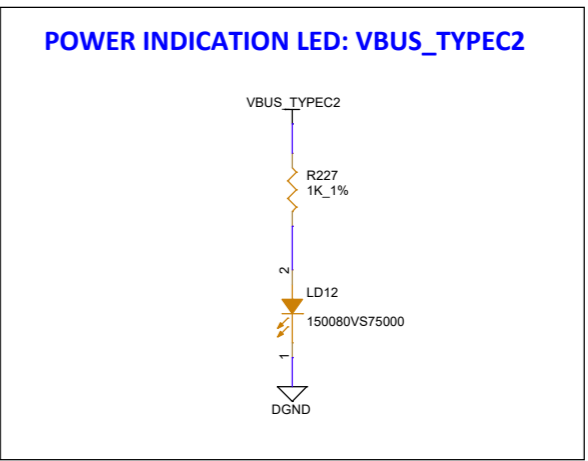 POWER INDICATION LED: VBUS_TYPEC2
VBUS_TYPEC2
R227
1K_1%
2
LD12
150080VS75000
1
DGND